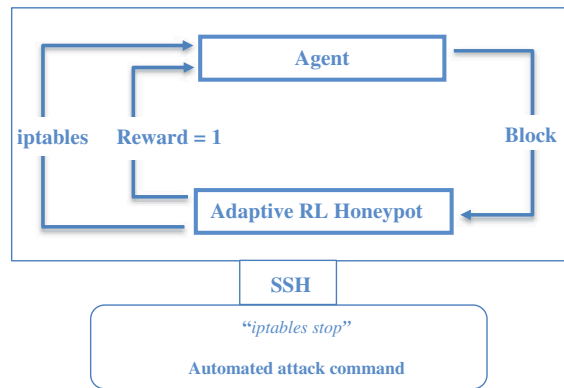 Agent
iptables
Reward = 1
Block
Adaptive RL Honeypot
SSH
“iptables stop”
Automated attack command